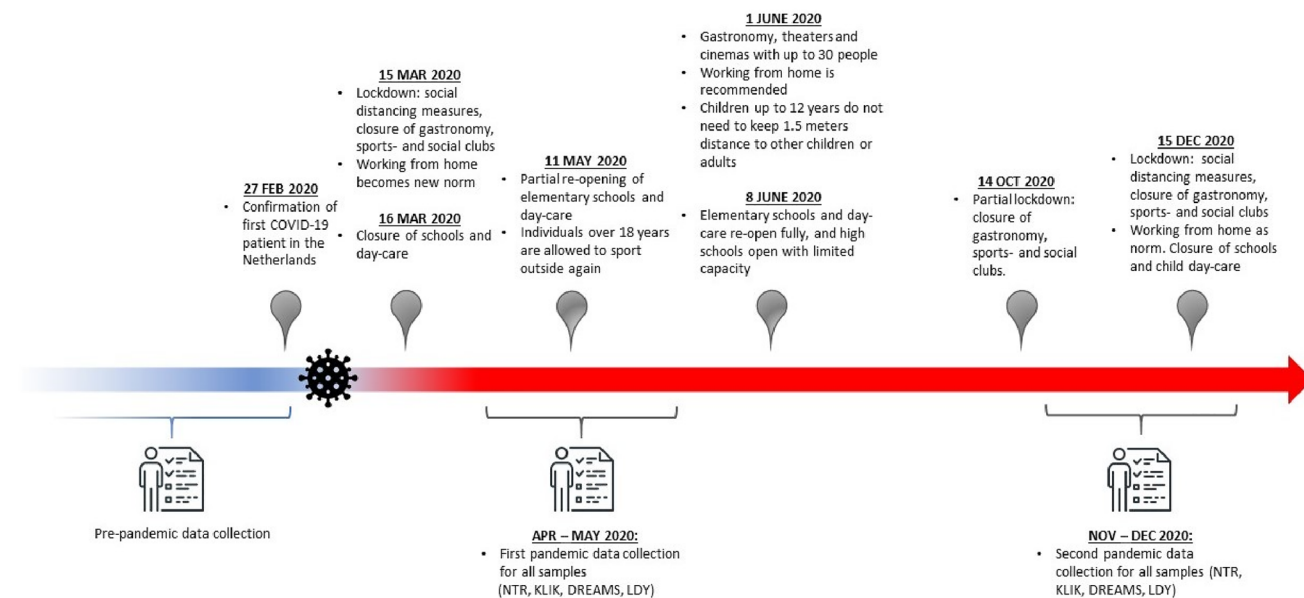 27 FEB 2020
• Confirmation of
first COVID-19
patient in the
Netherlands
15 MAR 2020
• Lockdown: social
distancing measures,
closure of gastronomy,
sports- and social clubs
• Working from home
becomes new norm
16 MAR 2020
• Closure of schools and
day-care
11 MAY 2020
• Partial re-opening of
elementary schools and
day-care
• Individuals over 18 years
are allowed to sport
outside again
1 JUNE 2020
• Gastronomy, theaters and
cinemas with up to 30 people
• Working from home is
recommended
• Children up to 12 years do not
need to keep 1.5 meters
distance to other children or
adults
8 JUNE 2020
• Elementary schools and day-
care re-open fully, and high
schools open with limited
capacity
14 OCT 2020
• Partial lockdown:
closure of
gastronomy,
sports- and social
clubs.
15 DEC 2020
• Lockdown: social
distancing measures,
closure of gastronomy,
sports- and social clubs
• Working from home as
norm. Closure of schools
and child day-care
Pre-pandemic data collection
APR – MAY 2020:
• First pandemic data collection
for all samples
(NTR, KLIK, DREAMS, LDY)
NOV – DEC 2020:
• Second pandemic data
collection for all samples (NTR,
KLIK, DREAMS, LDY)